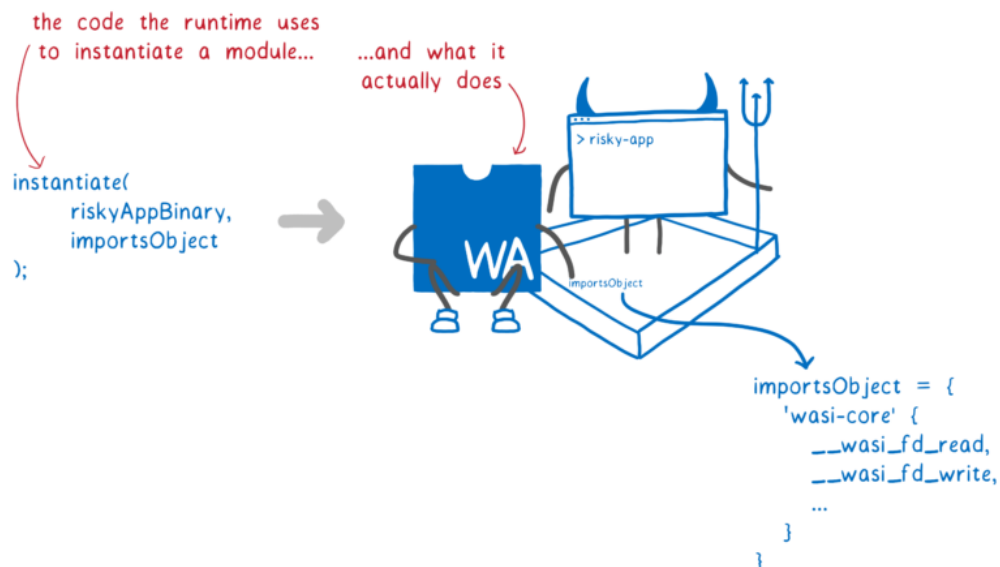 the code the runtime uses
to instantiate a module...
...and what it
actually does
instantiate(
riskyAppBinary,
importsObject
);
> risky-app
WA
importsObject
importsObject = {
'wasi-core' {
__wasi_fd_read,
__wasi_fd_write,
...
}
}